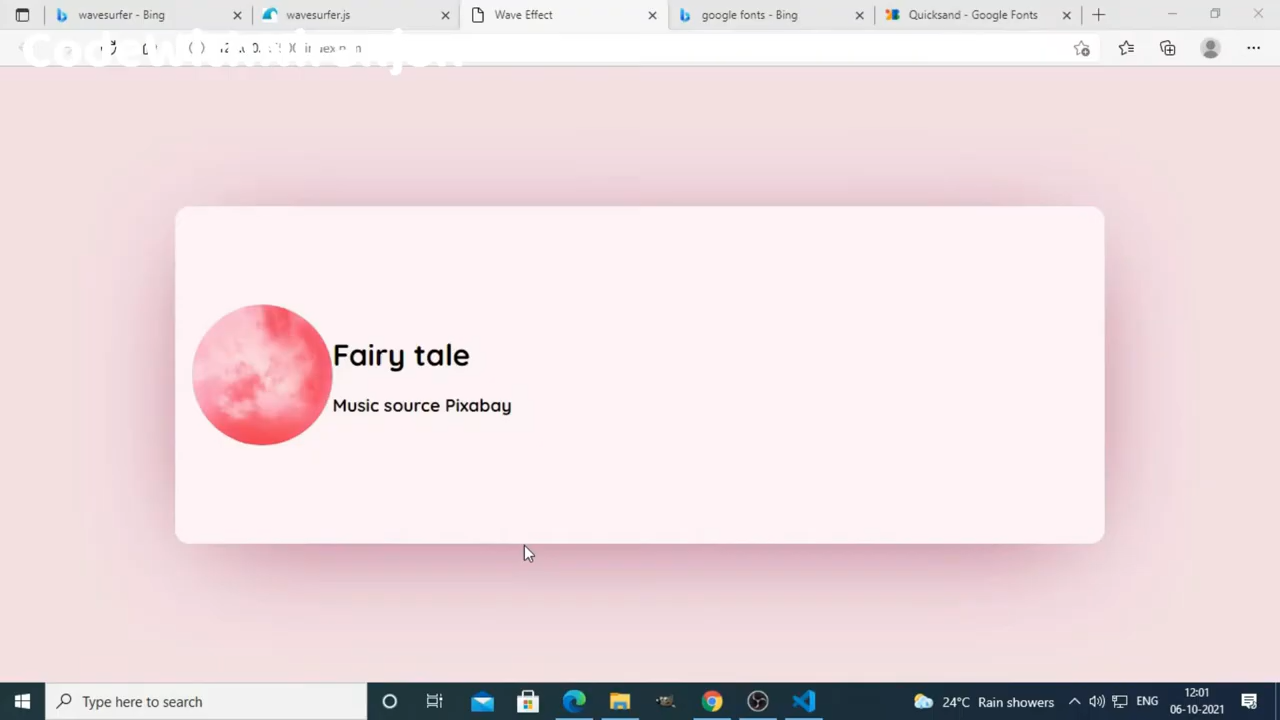 wavesurfer - Bing
wavesurfer.js
Wave Effect
google fonts - Bing
Quicksand - Google Fonts
Fairy tale
Music source Pixabay
Type here to search
24°C Rain showers
ENG
12:01
06-10-2021